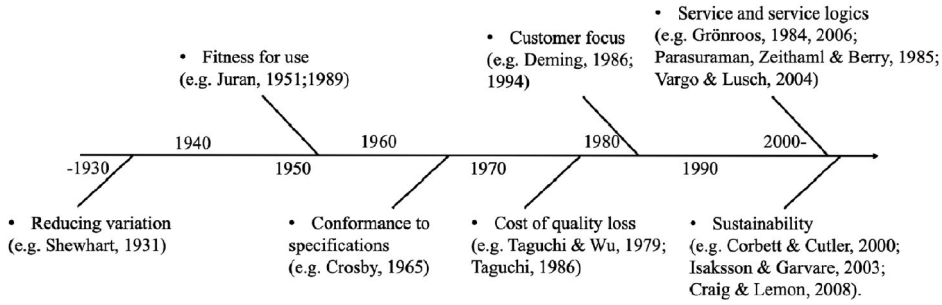 • Service and service logics
(e.g. Grönroos, 1984, 2006;
Parasuraman, Zeithaml & Berry, 1985;
Vargo & Lusch, 2004)
• Customer focus
(e.g. Deming, 1986;
1994)
• Fitness for use
(e.g. Juran, 1951;1989)
1940
1960
1980
2000-
-1930
1950
1970
1990
• Reducing variation
(e.g. Shewhart, 1931)
• Conformance to
specifications
(e.g. Crosby, 1965)
• Cost of quality loss
(e.g. Taguchi & Wu, 1979;
Taguchi, 1986)
• Sustainability
(e.g. Corbett & Cutler, 2000;
Isaksson & Garvare, 2003;
Craig & Lemon, 2008).